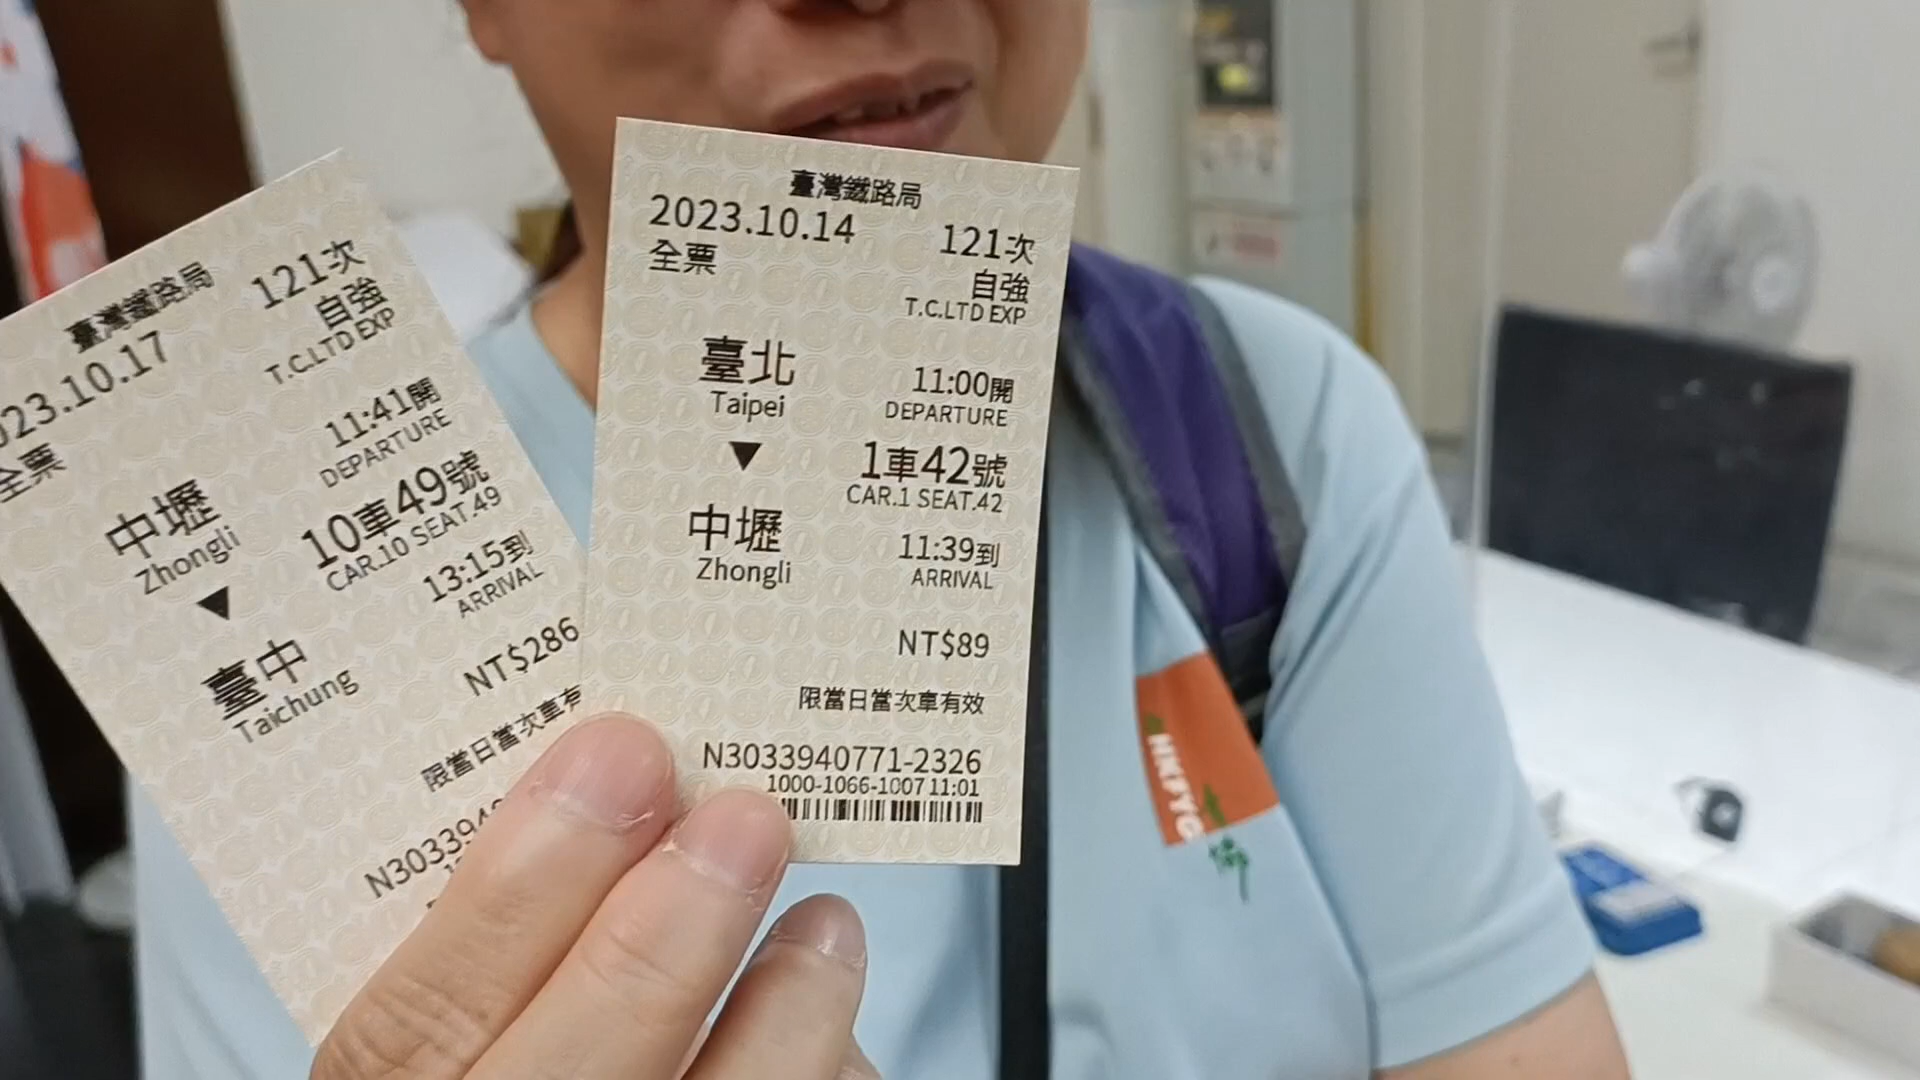 臺灣鐵路局
023.10.17
121次
全票
自強
T.C.LTD EXP
中壢
Zhongli
11:41開
DEPARTURE
10車49號
CAR.10 SEAT.49
臺中
Taichung
13:15到
ARRIVAL
NT$286
限當日當次車有
N303394
臺灣鐵路局
2023.10.14
121次
全票
自強
T.C.LTD EXP
臺北
Taipei
11:00開
DEPARTURE
1車42號
CAR.1 SEAT.42
中壢
Zhongli
11:39到
ARRIVAL
NT$89
限當日當次車有效
N3033940771-2326
1000-1066-1007 11:01
HKFYG